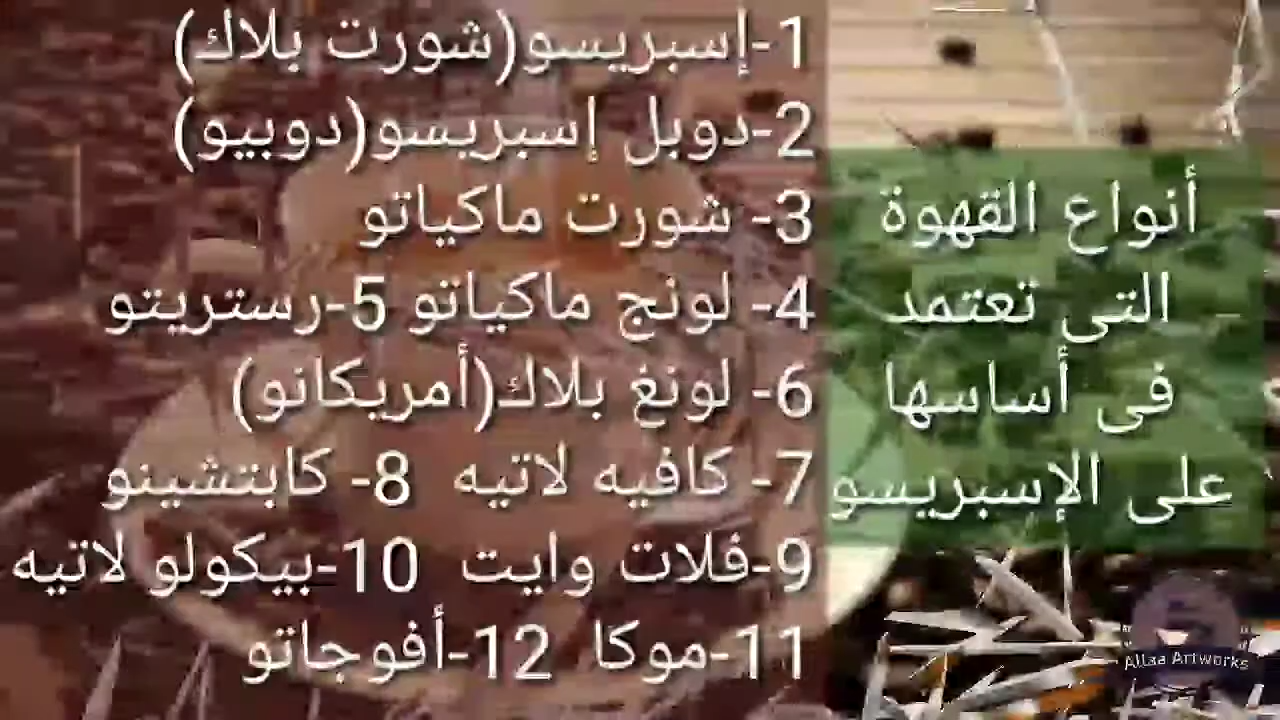 أنواع القهوة
التى تعتمد
فى أساسها
على الإسبريسو
1-إسبريسو(شورت بلاك)
2-دوبل إسبريسو(دوبيو)
3- شورت ماكياتو
4- لونج ماكياتو 5-رستريتو
6- لونغ بلاك(أمريكانو)
7- كافيه لاتيه 8- كابتشينو
9-فلات وايت 10-بيكولو لاتيه
11-موكا 12-أفوجاتو
Allaa Artworks